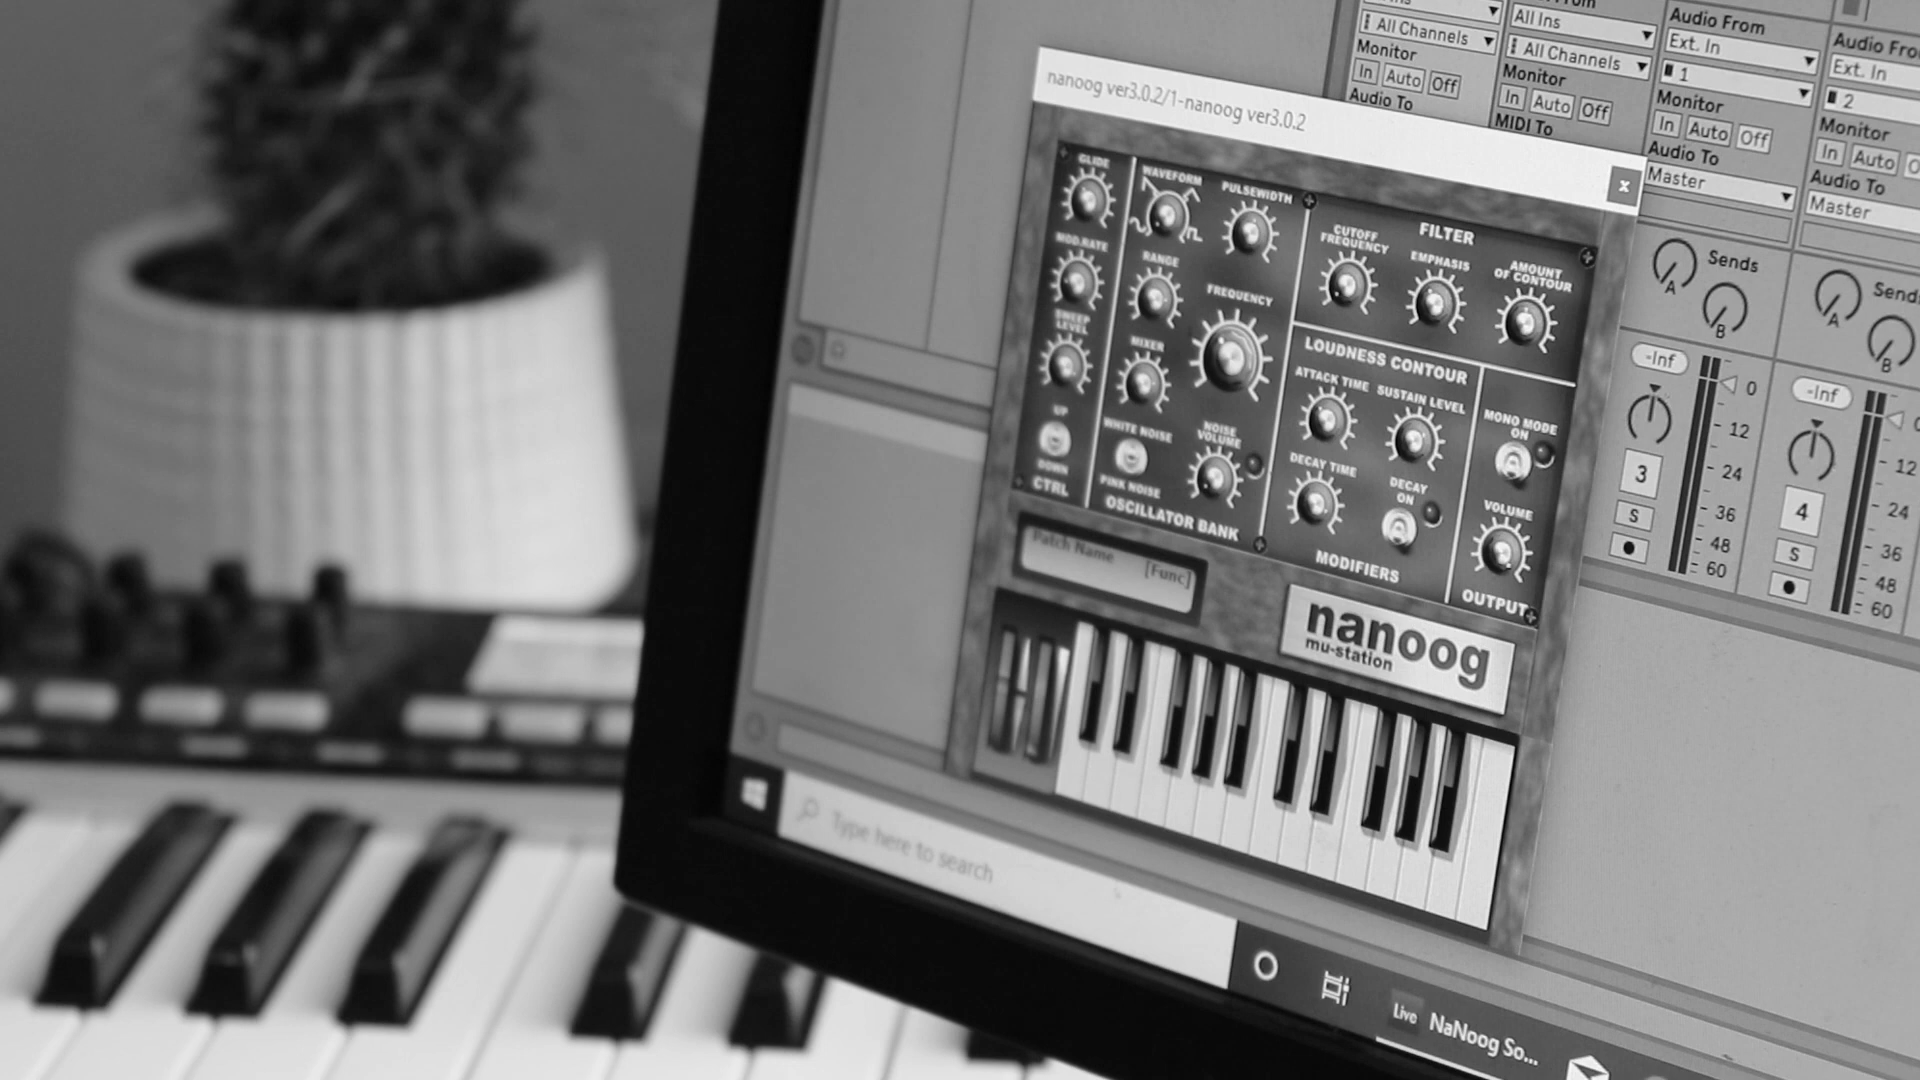 nanoog ver3.0.2/1-nanoog ver3.0.2
x
GLIDE
MOD.RATE
SWEEP
LEVEL
UP
DOWN
CTRL
WAVEFORM
PULSEWIDTH
RANGE
FREQUENCY
MIXER
WHITE NOISE
NOISE
VOLUME
PINK NOISE
OSCILLATOR BANK
FILTER
CUTOFF
FREQUENCY
EMPHASIS
AMOUNT
OF CONTOUR
LOUDNESS CONTOUR
ATTACK TIME
SUSTAIN LEVEL
DECAY TIME
DECAY
ON
MODIFIERS
MONO MODE
ON
VOLUME
OUTPUT
Patch Name
[Func]
nanoog
mu-station
All Channels
Monitor
In Auto Off
Audio To
All Ins
All Channels
Monitor
In Auto Off
MIDI To
Audio From
Ext. In
1
Monitor
In Auto Off
Audio To
Master
Sends
A
B
-Inf
0
12
24
36
48
60
3
S
Audio Fro
Ext. In
2
Monitor
In Auto O
Audio To
Master
Send
A
B
-Inf
0
12
24
36
48
60
4
S
Type here to search
Live
NaNoog So...